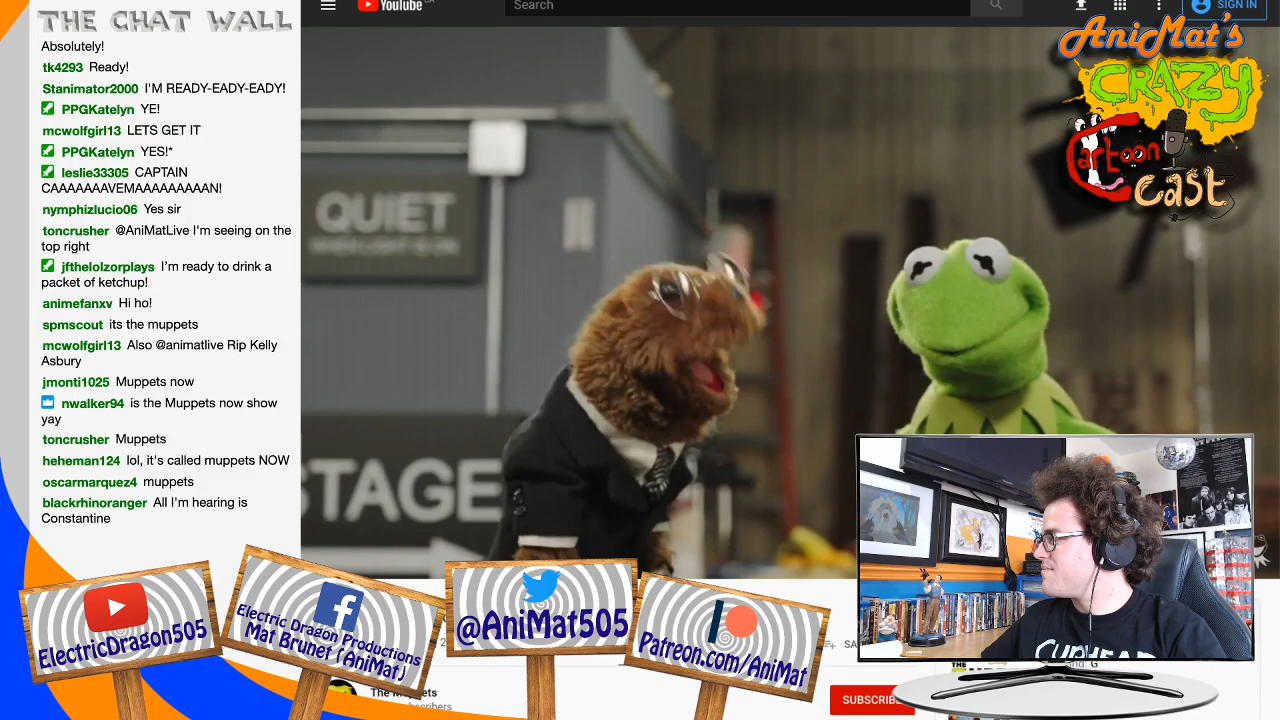 THE CHAT WALL
Absolutely!
tk4293 Ready!
Stanimator2000 I'M READY-EADY-EADY!
PPGKatelyn YE!
mcwolfgirl13 LETS GET IT
PPGKatelyn YES!*
leslie33305 CAPTAIN
CAAAAAAAVEMAAAAAAAAAN!
nymphizlucio06 Yes sir
toncrusher @AniMatLive I'm seeing on the
top right
jfthelolzorplays I'm ready to drink a
packet of ketchup!
animefanxv Hi ho!
spmscout its the muppets
mcwolfgirl13 Also @animatlive Rip Kelly
Asbury
jmonti1025 Muppets now
nwalker94 is the Muppets now show
yay
toncrusher Muppets
heheman124 lol, it's called muppets NOW
oscarmarquez4 muppets
blackrhinoranger All I'm hearing is
Constantine
YouTube
Search
SIGN IN
AniMat's
CRAZY
Cartoon
Cast
QUIET
WHEN LIGHT IS ON
STAGE
CUPHEAD
ElectricDragon505
Electric Dragon Productions
Mat Brunet (AniMat)
@AniMat505
Patreon.com/AniMat
SUBSCRIBE